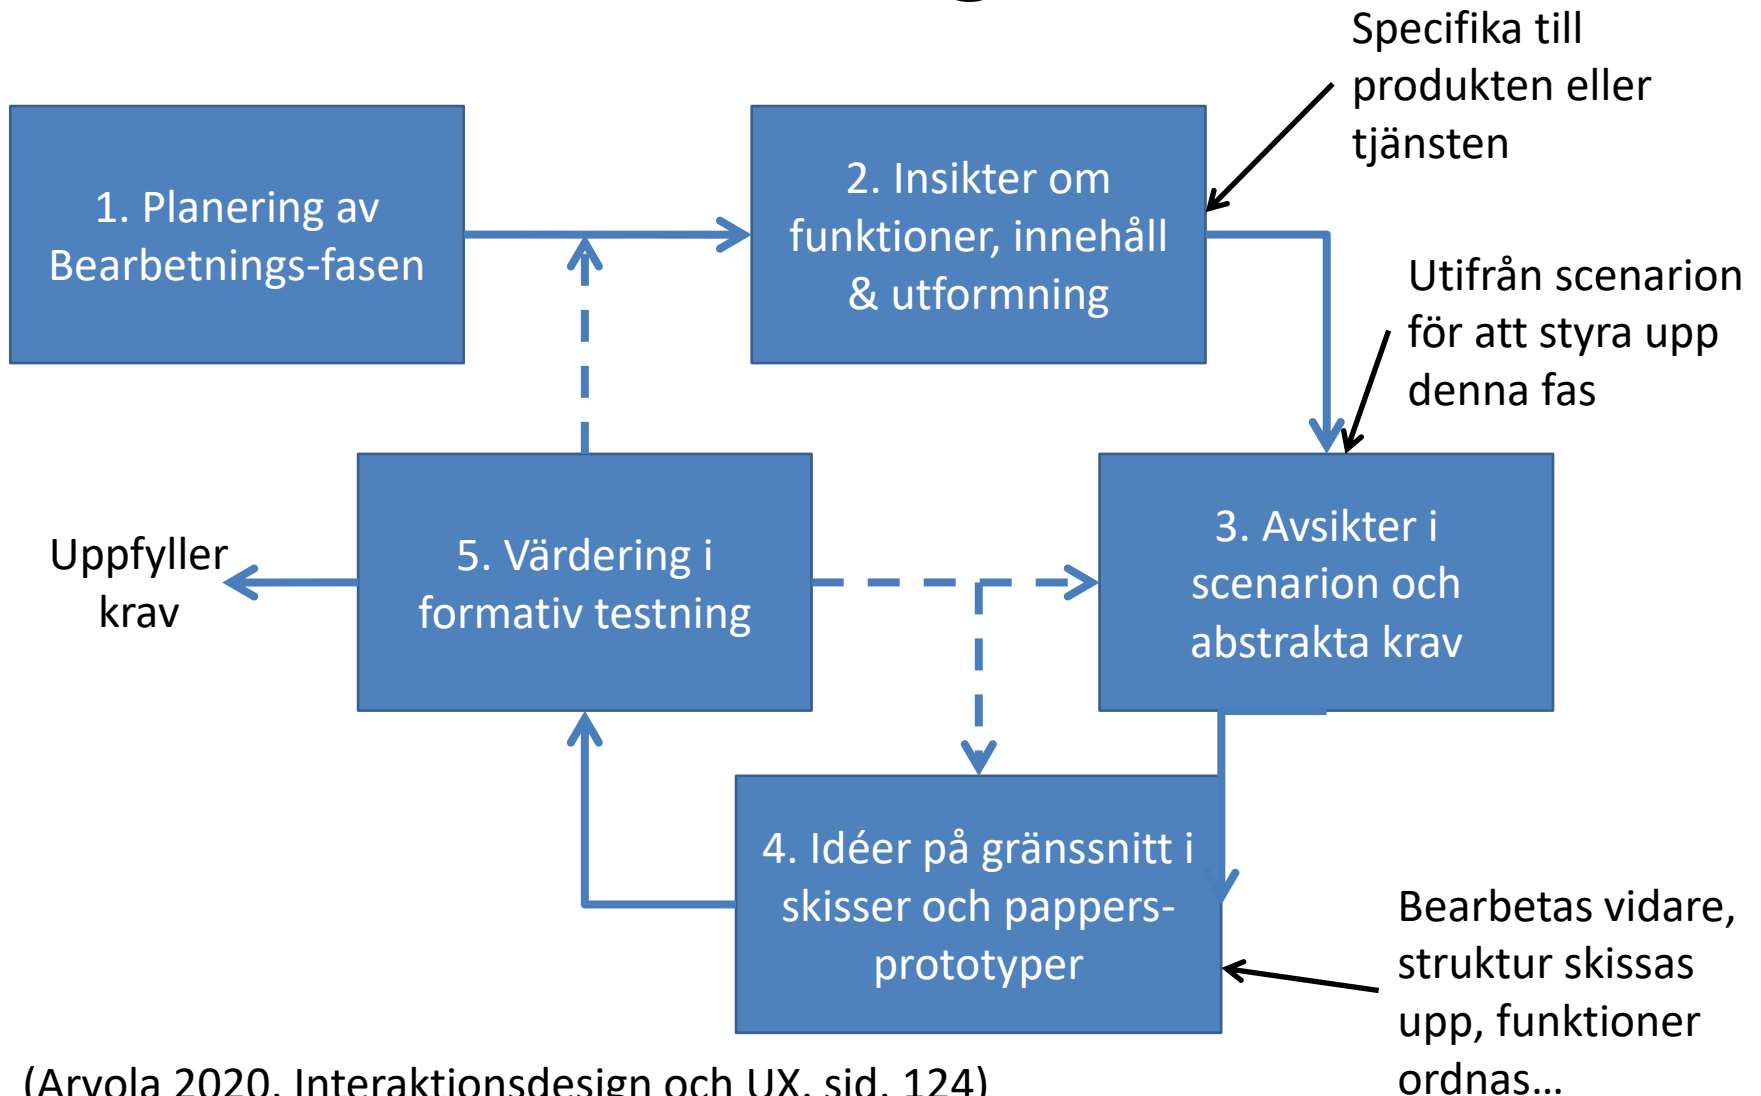 Specifika till
produkten eller
tjänsten
1. Planering av
Bearbetnings-fasen
2. Insikter om
funktioner, innehåll
& utformning
Utifrån scenarion
för att styra upp
denna fas
Uppfyller
krav
5. Värdering i
formativ testning
3. Avsikter i
scenarion och
abstrakta krav
4. Idéer på gränssnitt i
skisser och pappers-
prototyper
Bearbetas vidare,
struktur skissas
upp, funktioner
ordnas...
(Arvola 2020, Interaktionsdesign och UX, sid. 124)